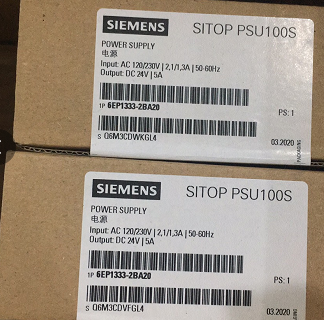 SIEMENS SITOP PSU100S
POWER SUPPLY
电源
Input: AC 120/230V | 2,1/1,3A | 50-60Hz
Output: DC 24V | 5A
1P 6EP1333-2BA20
PS: 1
S Q6M3CDWKGL4
03.2020
PACKAGING
SIEMENS SITOP PSU100S
POWER SUPPLY
电源
Input: AC 120/230V | 2,1/1,3A | 50-60Hz
Output: DC 24V | 5A
1P 6EP1333-2BA20
PS: 1
S Q6M3CDVFGL4
03.2020